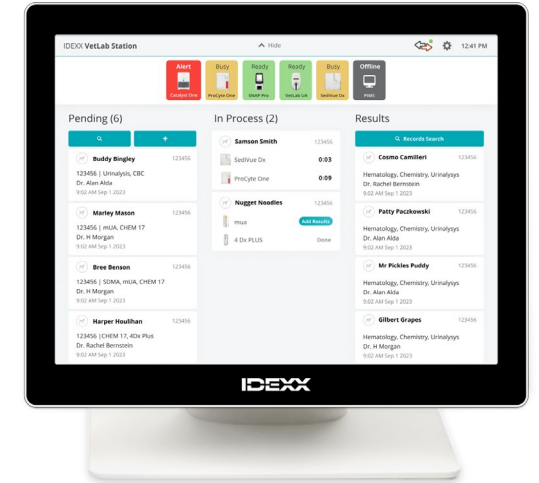 IDEXX VetLab Station
Hide
12:41 PM
Alert
Busy
Ready
Ready
Busy
Offline
Catalyst One
ProCyte One
SNAP Pro
VetLab UA
SediVue Dx
PIMS
Pending (6)
+
Buddy Bingley 123456
123456 | Urinalysis, CBC
Dr. Alan Alda
9:02 AM Sep 1 2023
Marley Mason 123456
123456 | mUA, CHEM 17
Dr. H Morgan
9:02 AM Sep 1 2023
Bree Benson 123456
123456 | SDMA, mUA, CHEM 17
Dr. H Morgan
9:02 AM Sep 1 2023
Harper Houlihan 123456
123456 |CHEM 17, 4Dx Plus
Dr. Rachel Bernstein
9:02 AM Sep 1 2023
In Process (2)
Samson Smith 123456
SediVue Dx 0:03
ProCyte One 0:09
Nugget Noodles 123456
mua Add Results
4 Dx PLUS Done
Results
Records Search
Cosmo Camilleri 123456
Hematology, Chemistry, Urinalysys
Dr. Rachel Bernstein
9:02 AM Sep 1 2023
Patty Paczkowski 123456
Hematology, Chemistry, Urinalysys
Dr. Alan Alda
9:02 AM Sep 1 2023
Mr Pickles Puddy 123456
Hematology, Chemistry, Urinalysys
Dr. Alan Alda
9:02 AM Sep 1 2023
Gilbert Grapes 123456
Hematology, Chemistry, Urinalysys
Dr. H Morgan
9:02 AM Sep 1 2023
IDEXX